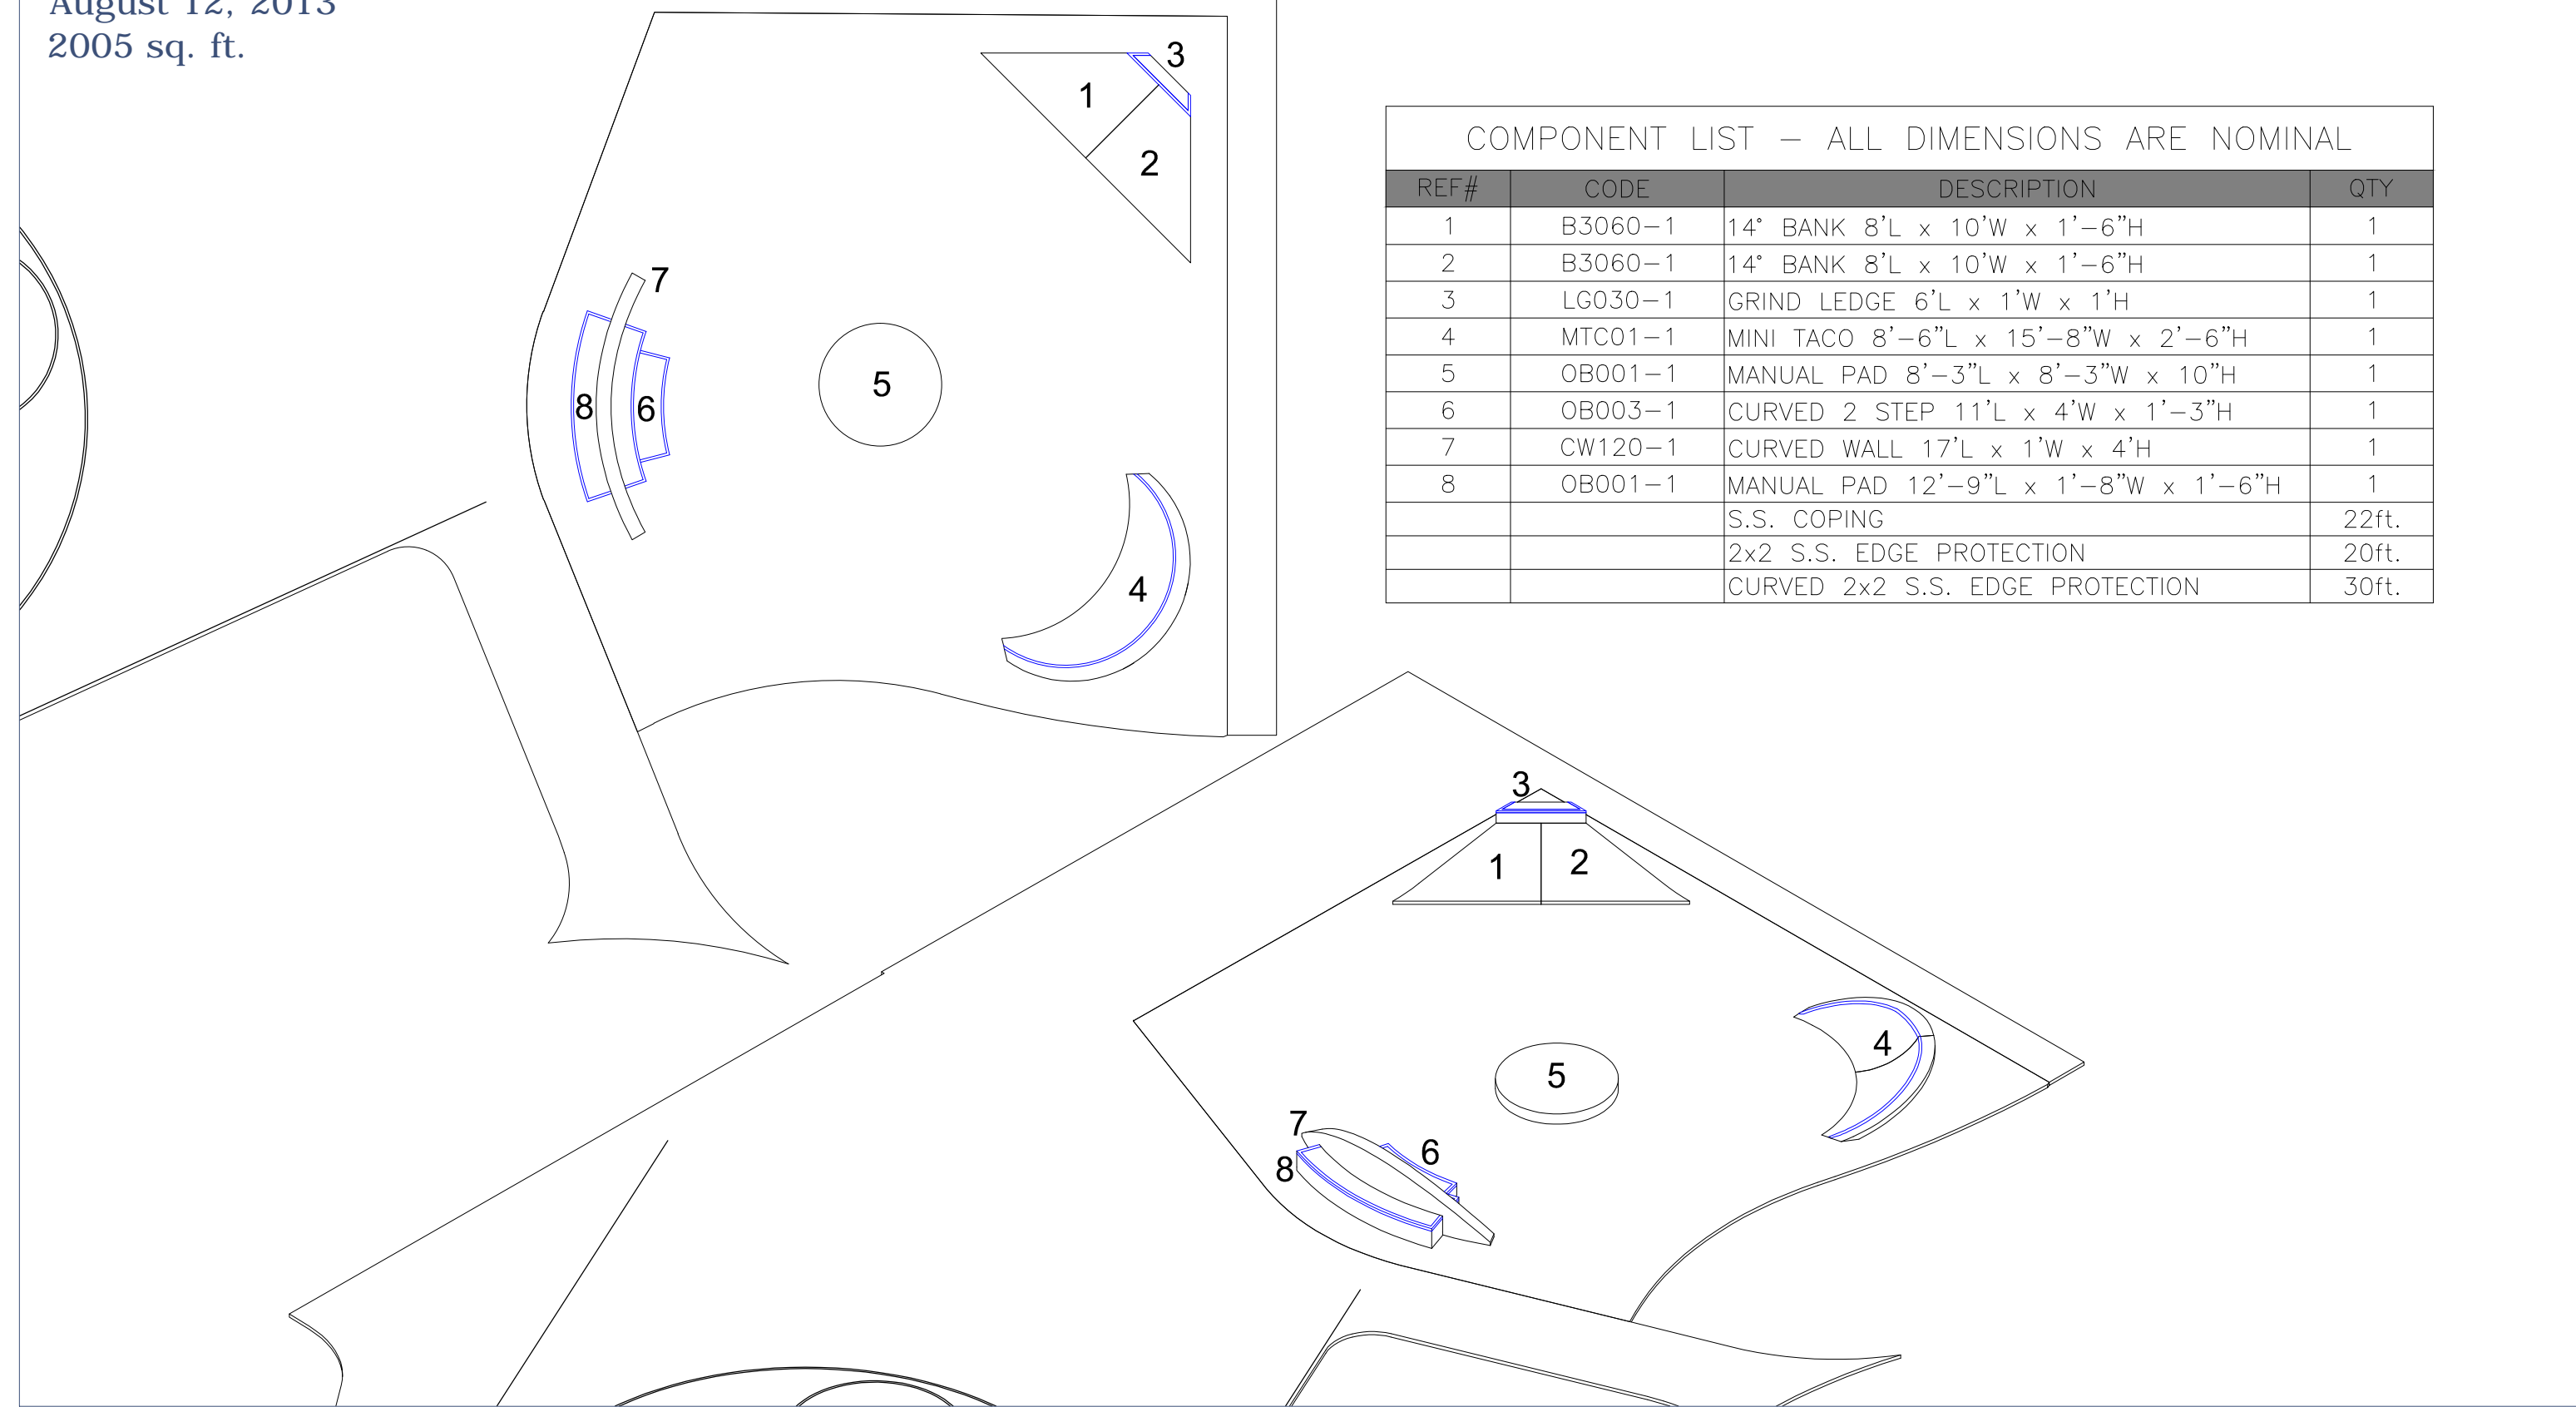 August 12, 2013
2005 sq. ft.
3
1
2
7
8
6
5
4
COMPONENT LIST – ALL DIMENSIONS ARE NOMINAL
REF# CODE DESCRIPTION QTY
1 B3060–1 14° BANK 8'L x 10'W x 1'–6"H 1
2 B3060–1 14° BANK 8'L x 10'W x 1'–6"H 1
3 LG030–1 GRIND LEDGE 6'L x 1'W x 1'H 1
4 MTC01–1 MINI TACO 8'–6"L x 15'–8"W x 2'–6"H 1
5 OB001–1 MANUAL PAD 8'–3"L x 8'–3"W x 10"H 1
6 OB003–1 CURVED 2 STEP 11'L x 4'W x 1'–3"H 1
7 CW120–1 CURVED WALL 17'L x 1'W x 4'H 1
8 OB001–1 MANUAL PAD 12'–9"L x 1'–8"W x 1'–6"H 1
S.S. COPING 22ft.
2x2 S.S. EDGE PROTECTION 20ft.
CURVED 2x2 S.S. EDGE PROTECTION 30ft.
3
1 2
4
5
7
6
8